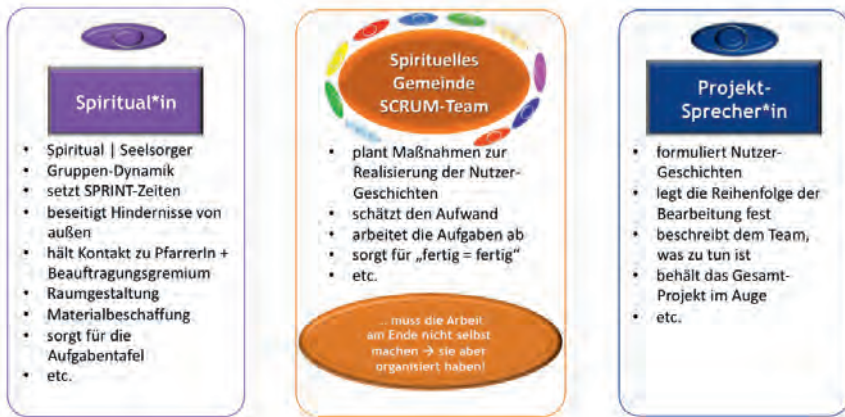 Spiritual*in
• Spiritual | Seelsorger
• Gruppen-Dynamik
• setzt SPRINT-Zeiten
• beseitigt Hindernisse von
außen
• hält Kontakt zu PfarrerIn +
Beauftragungsgremium
• Raumgestaltung
• Materialbeschaffung
• sorgt für die
Aufgabentafel
• etc.
Spirituelles
Gemeinde
SCRUM-Team
• plant Maßnahmen zur
Realisierung der Nutzer-
Geschichten
• schätzt den Aufwand
• arbeitet die Aufgaben ab
• sorgt für „fertig = fertig“
• etc.
... muss die Arbeit
am Ende nicht selbst
machen → sie aber
organisiert haben!
Projekt-
Sprecher*in
• formuliert Nutzer-
Geschichten
• legt die Reihenfolge der
Bearbeitung fest
• beschreibt dem Team,
was zu tun ist
• behält das Gesamt-
Projekt im Auge
• etc.